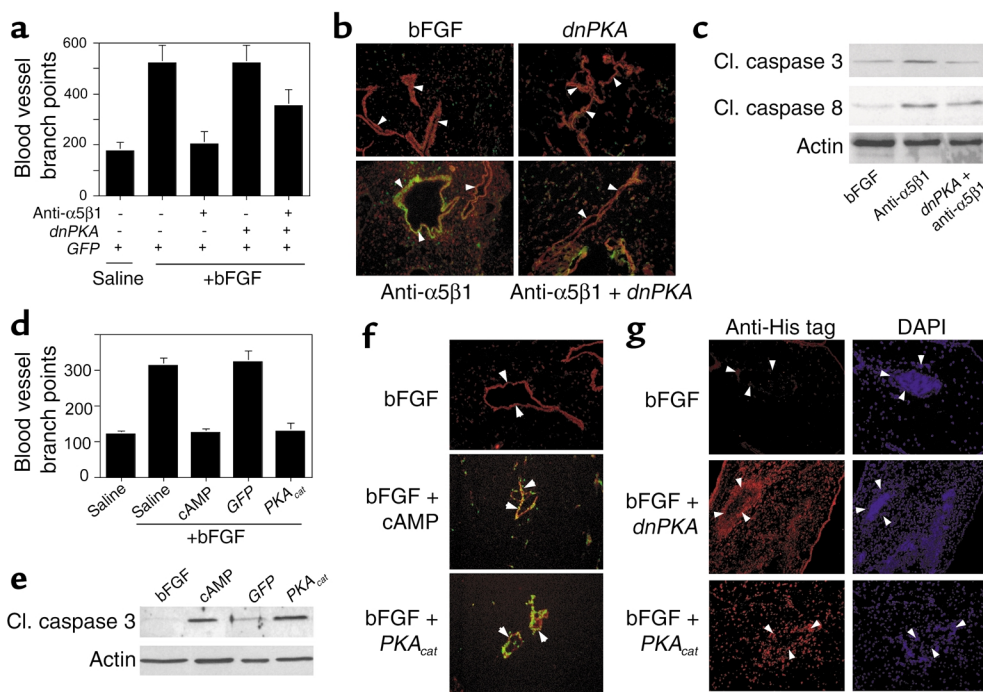 a
Blood vessel
branch points
600
400
200
0
Anti-α5β1 - - + - +
dnPKA - - - + +
GFP + + + + +
Saline +bFGF
b
bFGF dnPKA
Anti-α5β1 Anti-α5β1 + dnPKA
c
Cl. caspase 3
Cl. caspase 8
Actin
bFGF
Anti-α5β1
dnPKA +
anti-α5β1
d
Blood vessel
branch points
300
200
100
0
Saline Saline cAMP GFP PKAcat
+bFGF
e
bFGF cAMP GFP PKAcat
Cl. caspase 3
Actin
f
bFGF
bFGF +
cAMP
bFGF +
PKAcat
g
Anti-His tag DAPI
bFGF
bFGF +
dnPKA
bFGF +
PKAcat